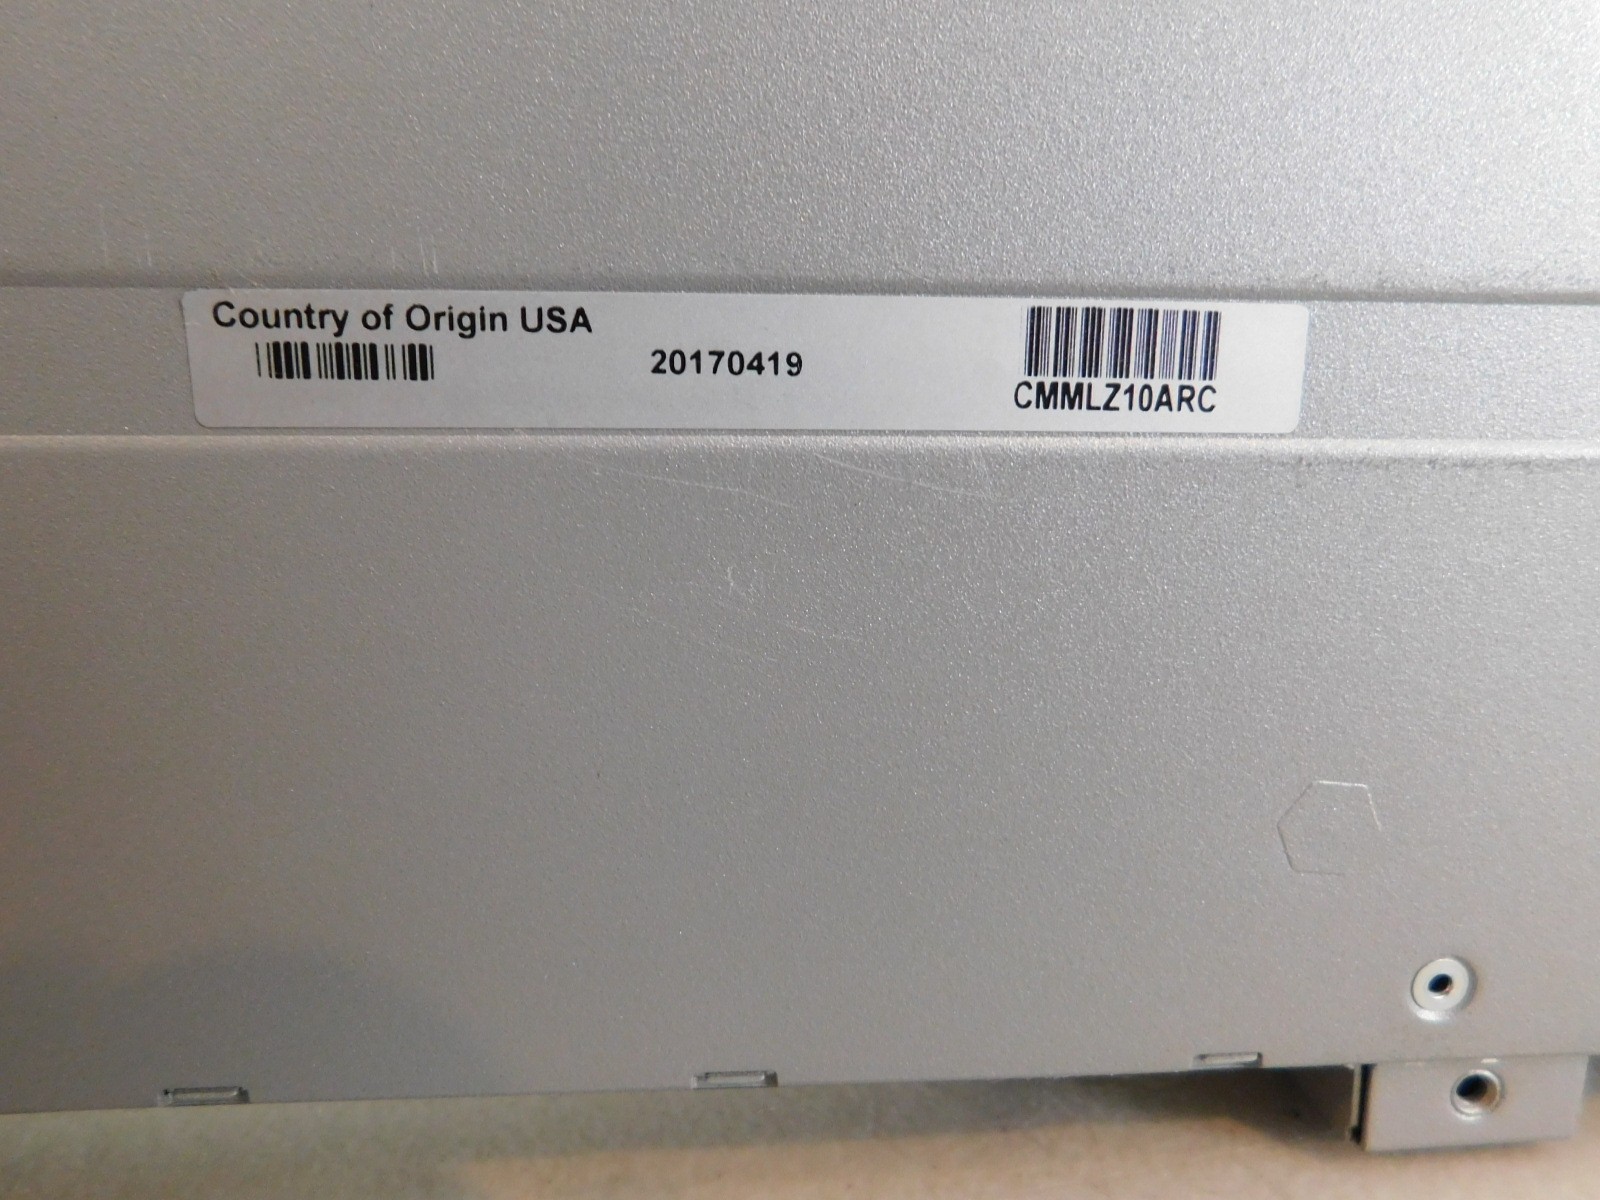 Country of Origin USA
20170419
CMMLZ10ARC